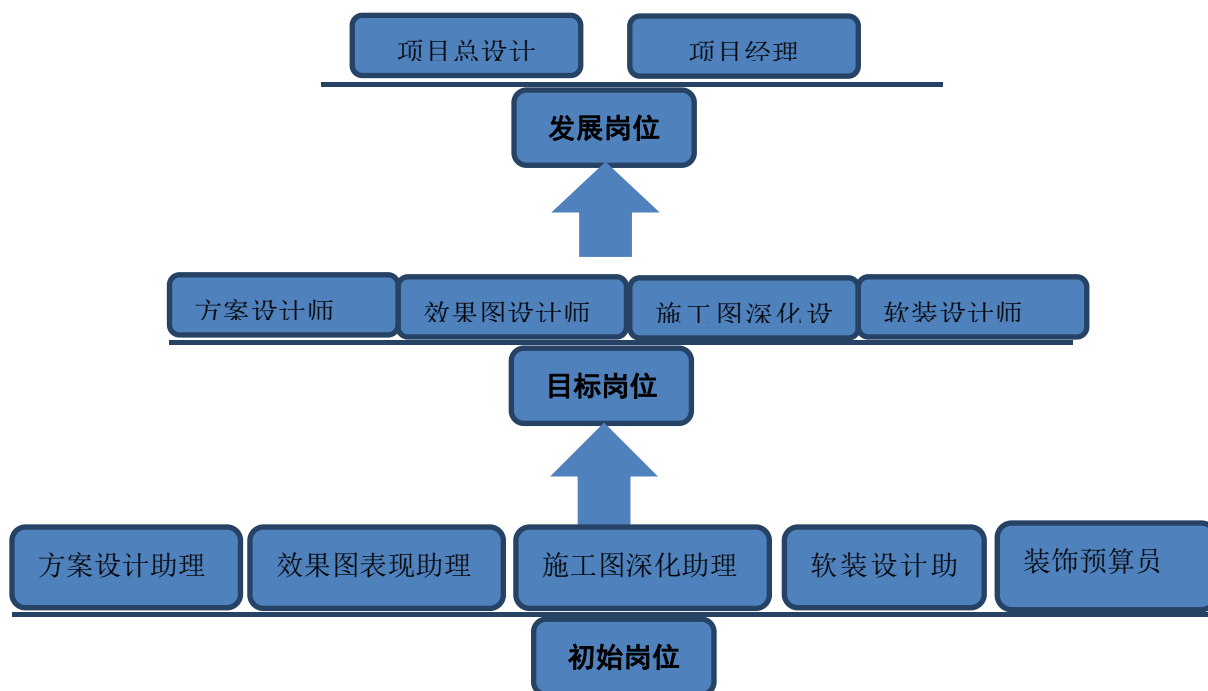 项目总设计
项目经理
发展岗位
方案设计师
效果图设计师
施工图深化设
软装设计师
目标岗位
方案设计助理
效果图表现助理
施工图深化助理
软装设计助
装饰预算员
初始岗位